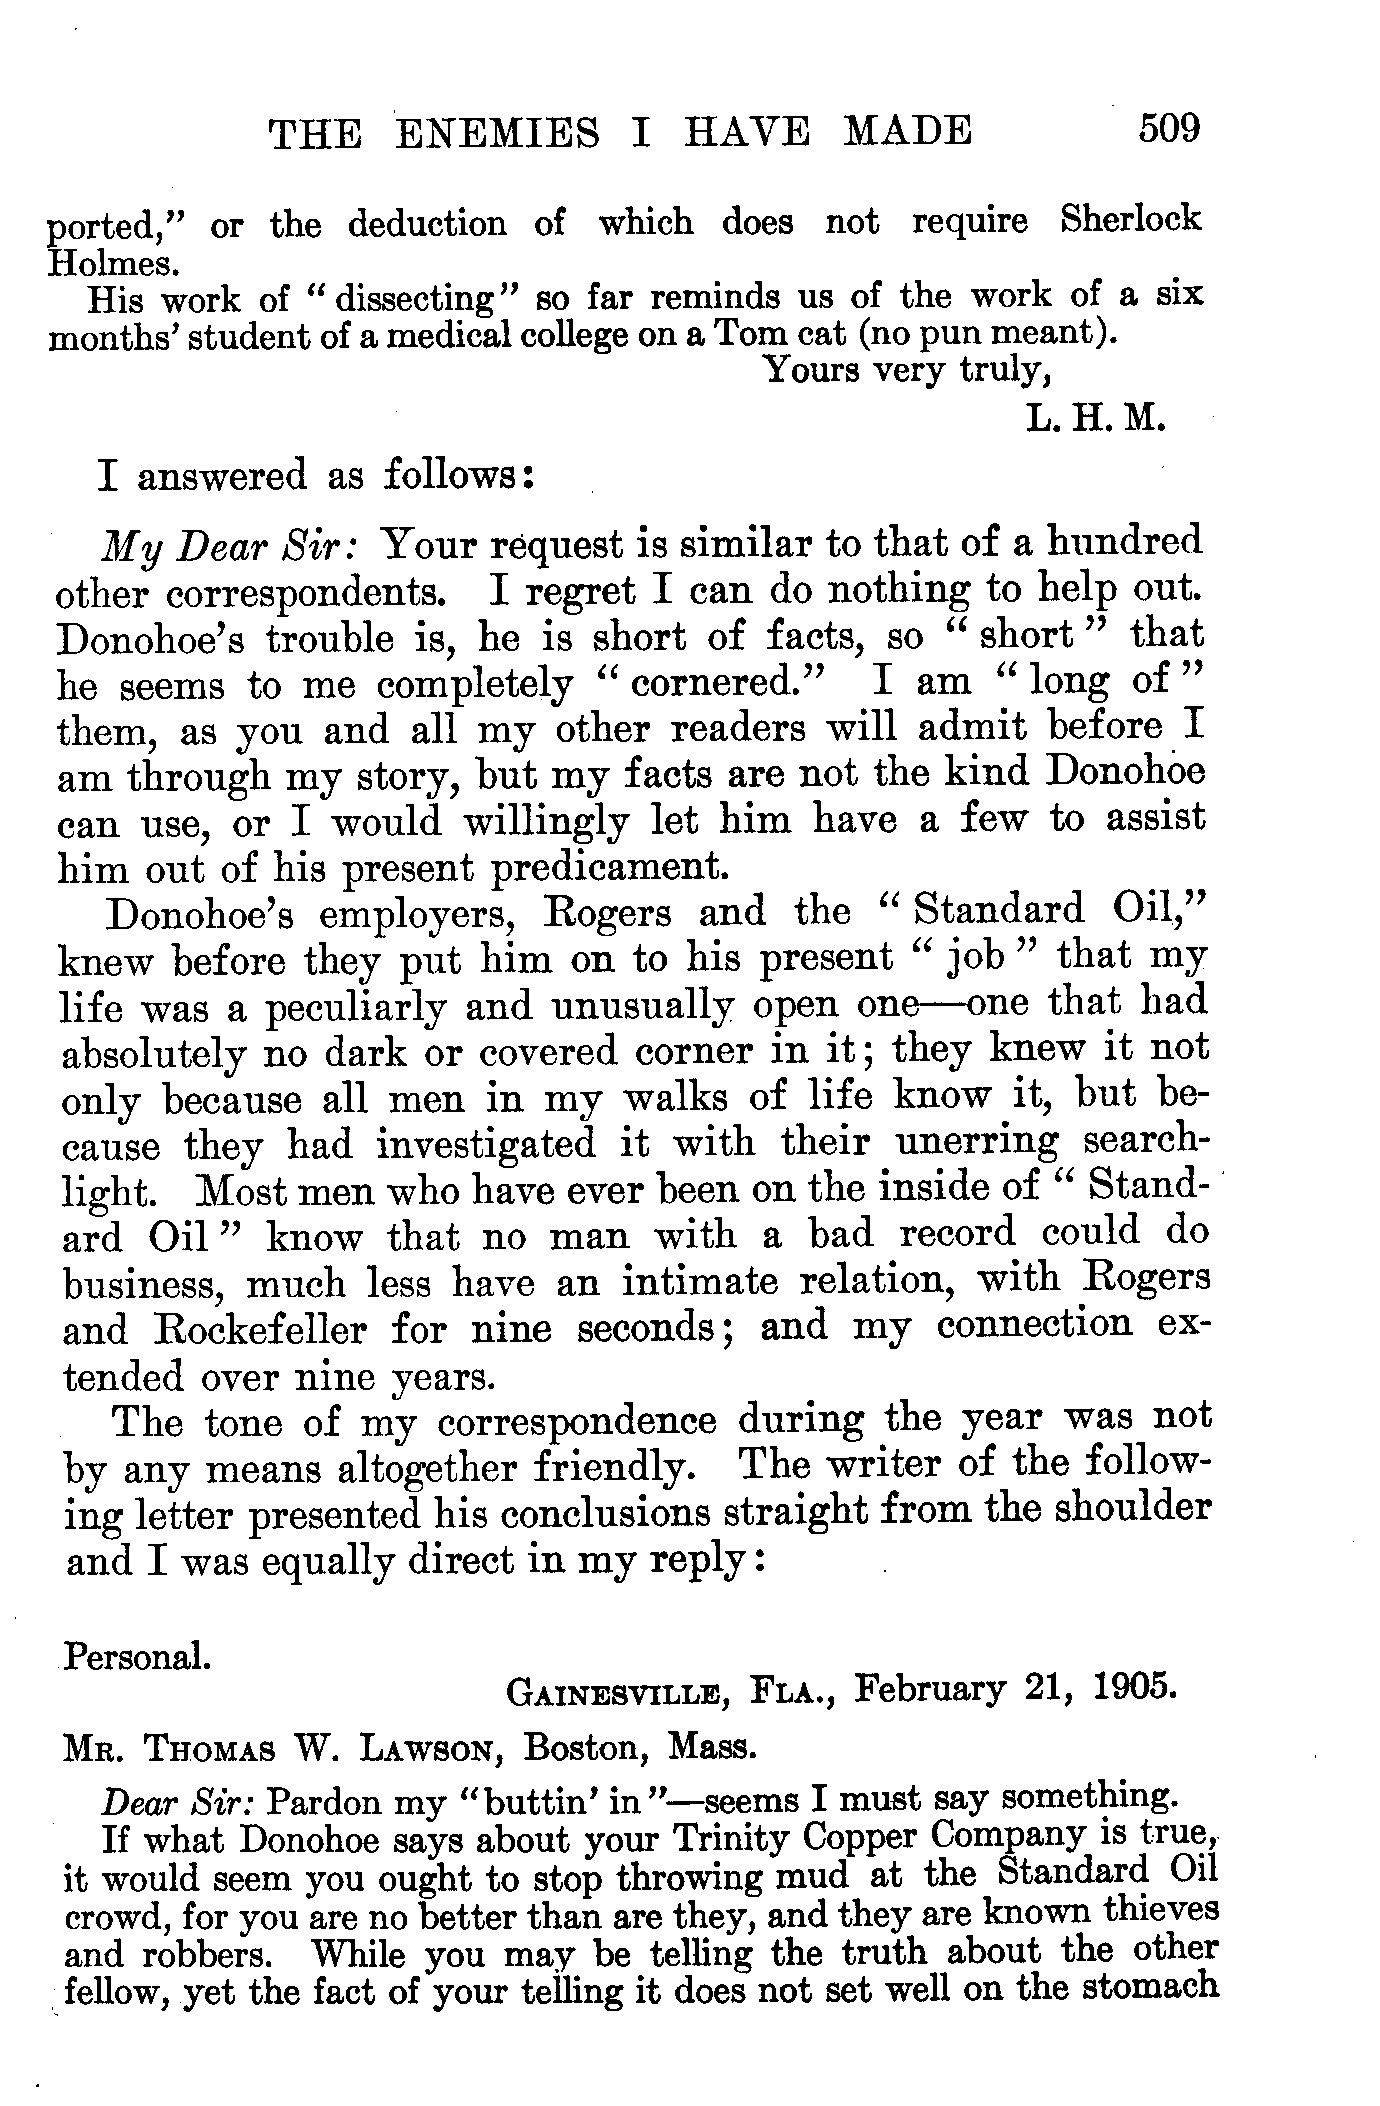 THE ENEMIES I HAVE MADE 509
ported,” or the deduction of which does not require Sherlock
Holmes.
His work of “dissecting” so far reminds us of the work of a six
months’ student of a medical college on a Tom cat (no pun meant).
Yours very truly,
L. H. M.
I answered as follows:
My Dear Sir: Your request is similar to that of a hundred
other correspondents. I regret I can do nothing to help out.
Donohoe’s trouble is, he is short of facts, so “short” that
he seems to me completely “cornered.” I am “long of”
them, as you and all my other readers will admit before I
am through my story, but my facts are not the kind Donohoe
can use, or I would willingly let him have a few to assist
him out of his present predicament.
Donohoe’s employers, Rogers and the “Standard Oil,”
knew before they put him on to his present “job” that my
life was a peculiarly and unusually open one—one that had
absolutely no dark or covered corner in it; they knew it not
only because all men in my walks of life know it, but be-
cause they had investigated it with their unerring search-
light. Most men who have ever been on the inside of “Stand-
ard Oil” know that no man with a bad record could do
business, much less have an intimate relation, with Rogers
and Rockefeller for nine seconds; and my connection ex-
tended over nine years.
The tone of my correspondence during the year was not
by any means altogether friendly. The writer of the follow-
ing letter presented his conclusions straight from the shoulder
and I was equally direct in my reply:
Personal.
GAINESVILLE, FLA., February 21, 1905.
MR. THOMAS W. LAWSON, Boston, Mass.
Dear Sir: Pardon my “buttin’ in”—seems I must say something.
If what Donohoe says about your Trinity Copper Company is true,
it would seem you ought to stop throwing mud at the Standard Oil
crowd, for you are no better than are they, and they are known thieves
and robbers. While you may be telling the truth about the other
fellow, yet the fact of your telling it does not set well on the stomach